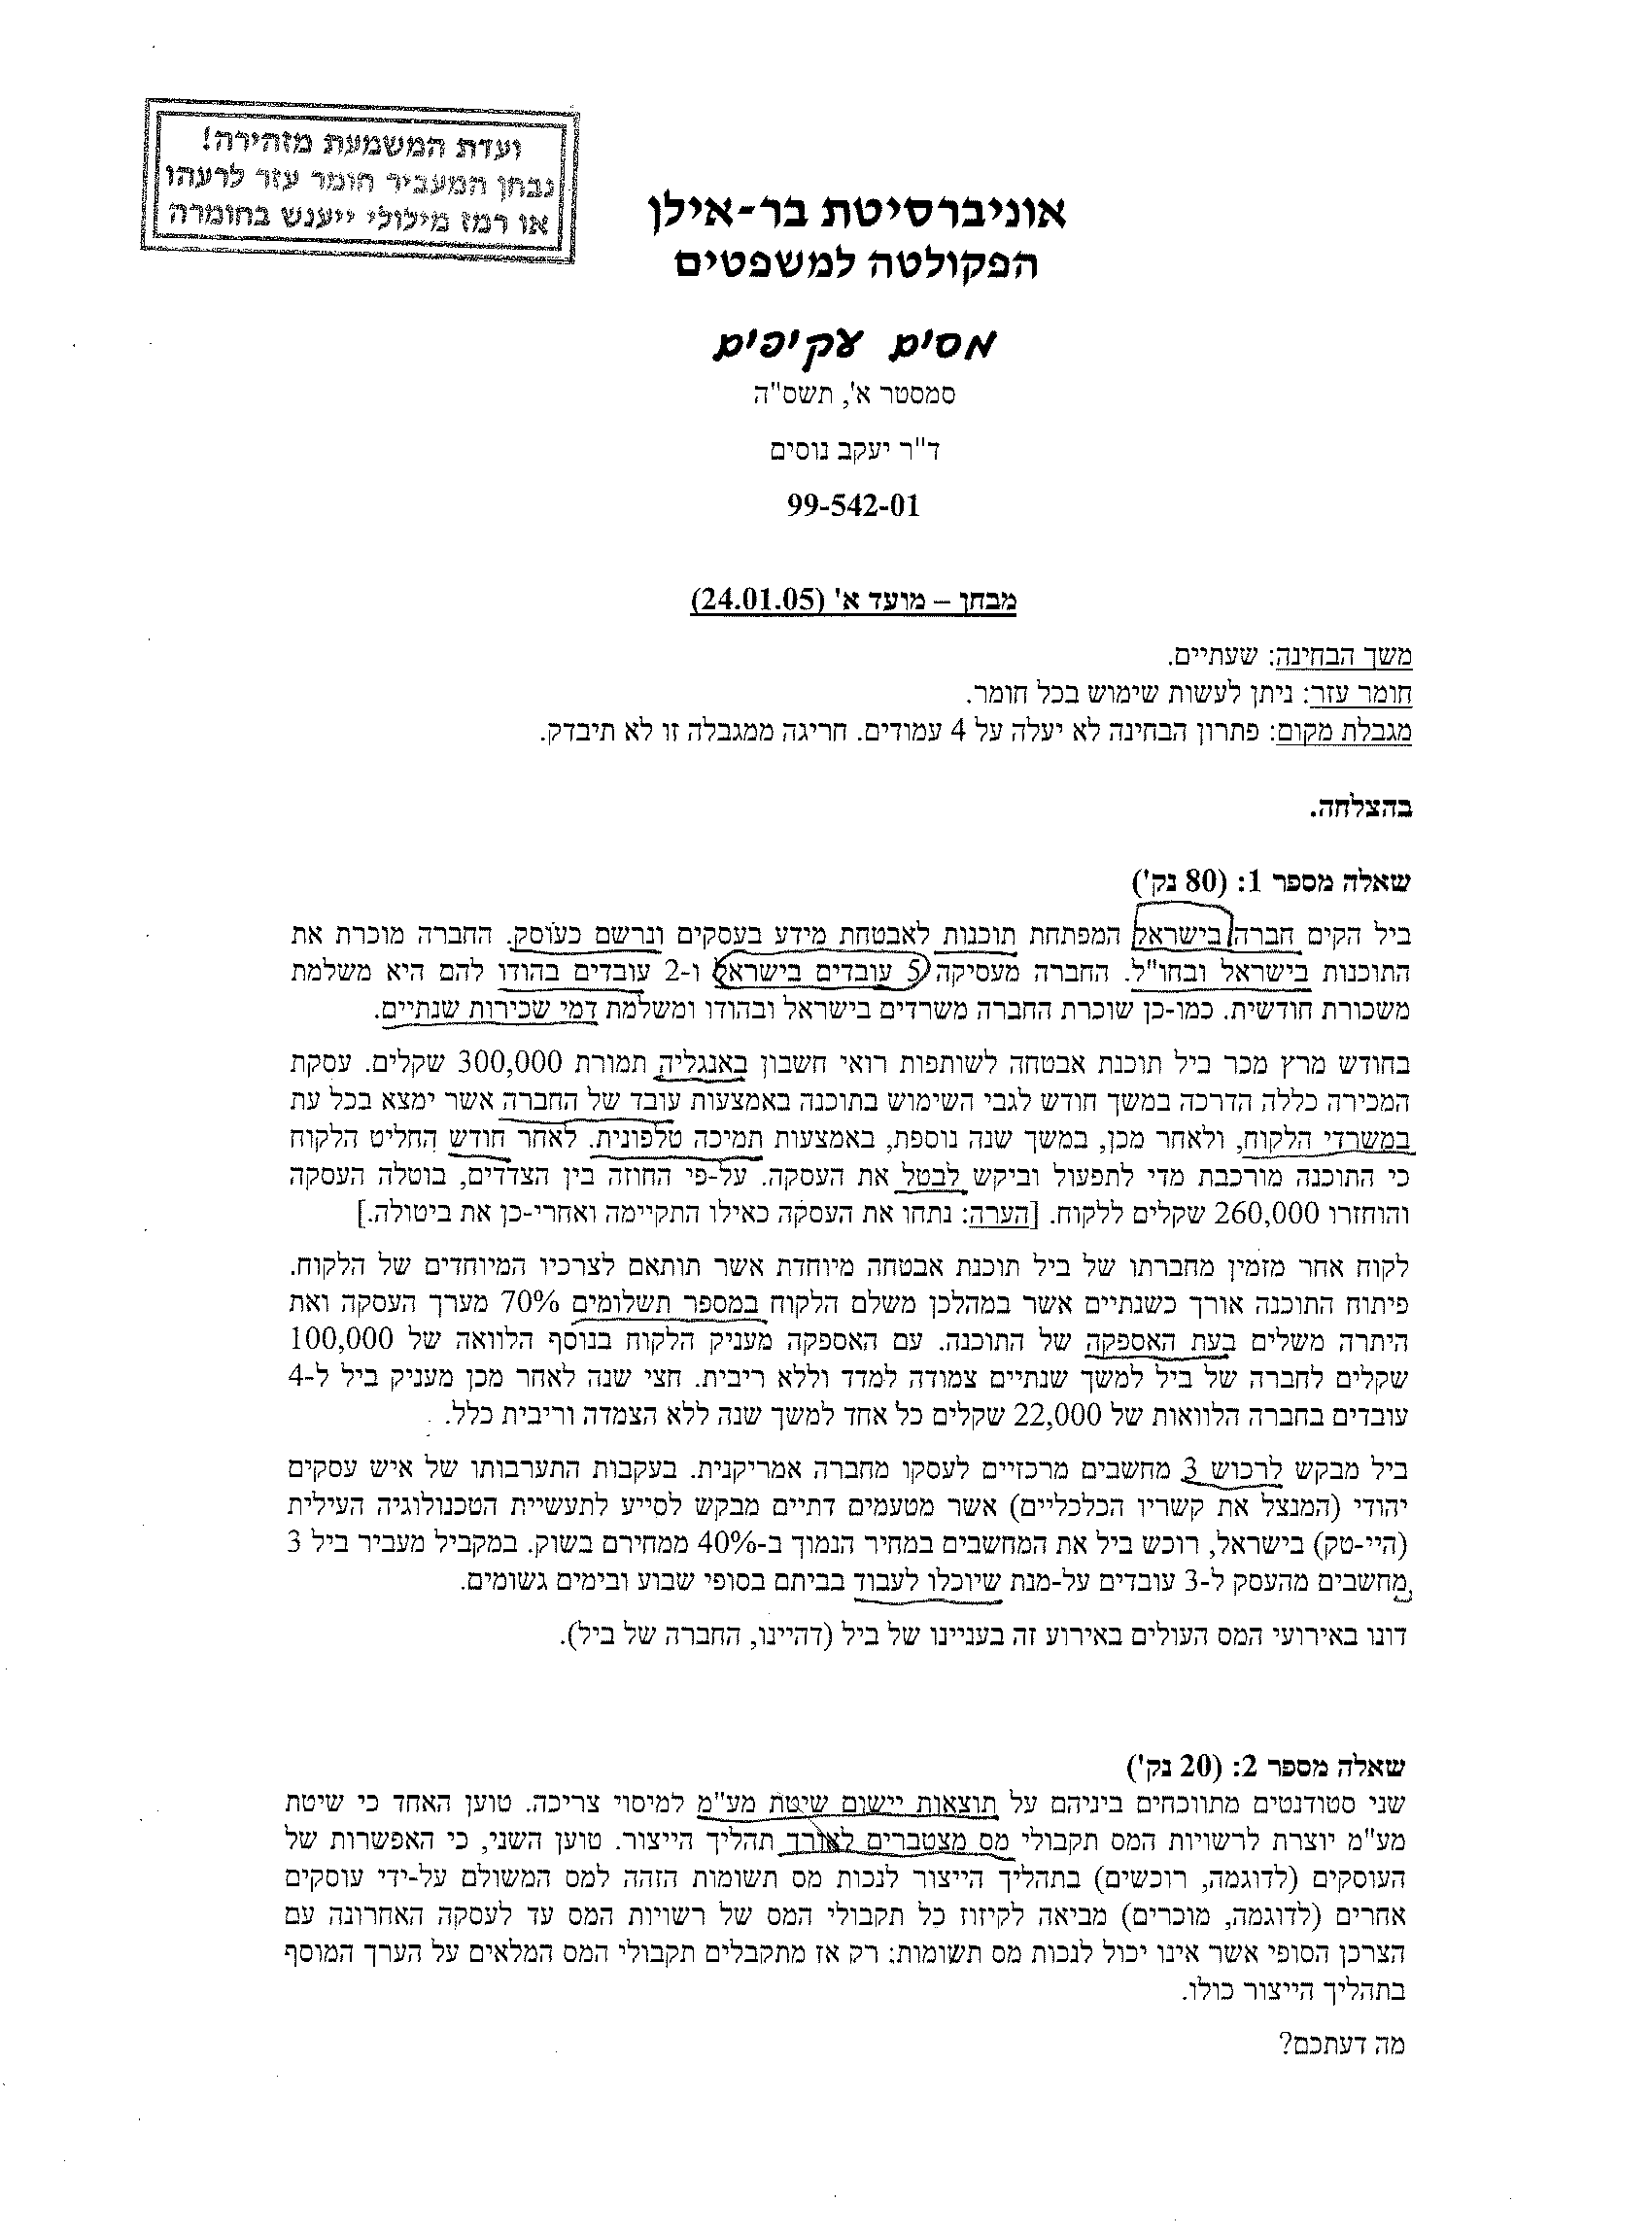 ועדת המשמעת מזהירה!
נבחן המעביר חומר עזר לרעהו
או רמז מילולי ייענש בחומרה
אוניברסיטת בר-אילן
הפקולטה למשפטים
מסים עקיפים
סמסטר א', תשס"ה
ד"ר יעקב נוסים
99-542-01
מבחן – מועד א' (24.01.05)
משך הבחינה: שעתיים.
חומר עזר: ניתן לעשות שימוש בכל חומר.
מגבלת מקום: פתרון הבחינה לא יעלה על 4 עמודים. חריגה ממגבלה זו לא תיבדק.
בהצלחה.
שאלה מספר 1: (80 נק')
ביל הקים חברה בישראל המפתחת תוכנות לאבטחת מידע בעסקים ונרשם כעוסק. החברה מוכרת את
התוכנות בישראל ובחו"ל. החברה מעסיקה 5 עובדים בישראל ו-2 עובדים בהודו להם היא משלמת
משכורת חודשית. כמו-כן שוכרת החברה משרדים בישראל ובהודו ומשלמת דמי שכירות שנתיים.
בחודש מרץ מכר ביל תוכנת אבטחה לשותפות רואי חשבון באנגליה תמורת 300,000 שקלים. עסקת
המכירה כללה הדרכה במשך חודש לגבי השימוש בתוכנה באמצעות עובד של החברה אשר ימצא בכל עת
במשרדי הלקוח, ולאחר מכן, במשך שנה נוספת, באמצעות תמיכה טלפונית. לאחר חודש החליט הלקוח
כי התוכנה מורכבת מדי לתפעול וביקש לבטל את העסקה. על-פי החוזה בין הצדדים, בוטלה העסקה
והוחזרו 260,000 שקלים ללקוח. [הערה: נתחו את העסקה כאילו התקיימה ואחרי-כן את ביטולה.]
לקוח אחר מזמין מחברתו של ביל תוכנת אבטחה מיוחדת אשר תותאם לצרכיו המיוחדים של הלקוח.
פיתוח התוכנה אורך כשנתיים אשר במהלכן משלם הלקוח במספר תשלומים 70% מערך העסקה ואת
היתרה משלים בעת האספקה של התוכנה. עם האספקה מעניק הלקוח בנוסף הלוואה של 100,000
שקלים לחברה של ביל למשך שנתיים צמודה למדד וללא ריבית. חצי שנה לאחר מכן מעניק ביל ל-4
עובדים בחברה הלוואות של 22,000 שקלים כל אחד למשך שנה ללא הצמדה וריבית כלל.
ביל מבקש לרכוש 3 מחשבים מרכזיים לעסקו מחברה אמריקנית. בעקבות התערבותו של איש עסקים
יהודי (המנצל את קשריו הכלכליים) אשר מטעמים דתיים מבקש לסייע לתעשיית הטכנולוגיה העילית
(היי-טק) בישראל, רוכש ביל את המחשבים במחיר הנמוך ב-40% ממחירם בשוק. במקביל מעביר ביל 3
מחשבים מהעסק ל-3 עובדים על-מנת שיוכלו לעבוד בביתם בסופי שבוע ובימים גשומים.
דונו באירועי המס העולים באירוע זה בעניינו של ביל (דהיינו, החברה של ביל).
שאלה מספר 2: (20 נק')
שני סטודנטים מתווכחים ביניהם על תוצאות יישום שיטת מע"מ למיסוי צריכה. טוען האחד כי שיטת
מע"מ יוצרת לרשויות המס תקבולי מס מצטברים לאורך תהליך הייצור. טוען השני, כי האפשרות של
העוסקים (לדוגמה, רוכשים) בתהליך הייצור לנכות מס תשומות הזהה למס המשולם על-ידי עוסקים
אחרים (לדוגמה, מוכרים) מביאה לקיזוז כל תקבולי המס של רשויות המס עד לעסקה האחרונה עם
הצרכן הסופי אשר אינו יכול לנכות מס תשומות: רק אז מתקבלים תקבולי המס המלאים על הערך המוסף
בתהליך הייצור כולו.
מה דעתכם?